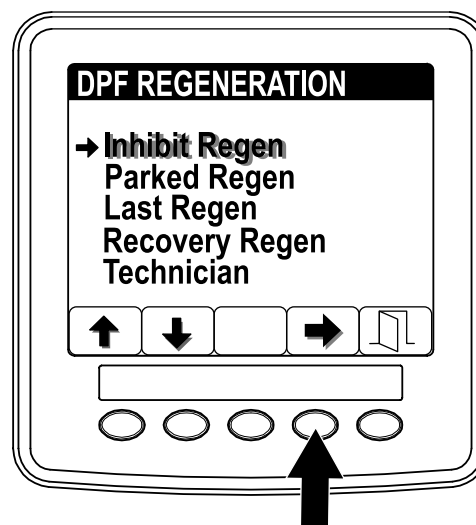 DPF REGENERATION
Inhibit Regen
Parked Regen
Last Regen
Recovery Regen
Technician